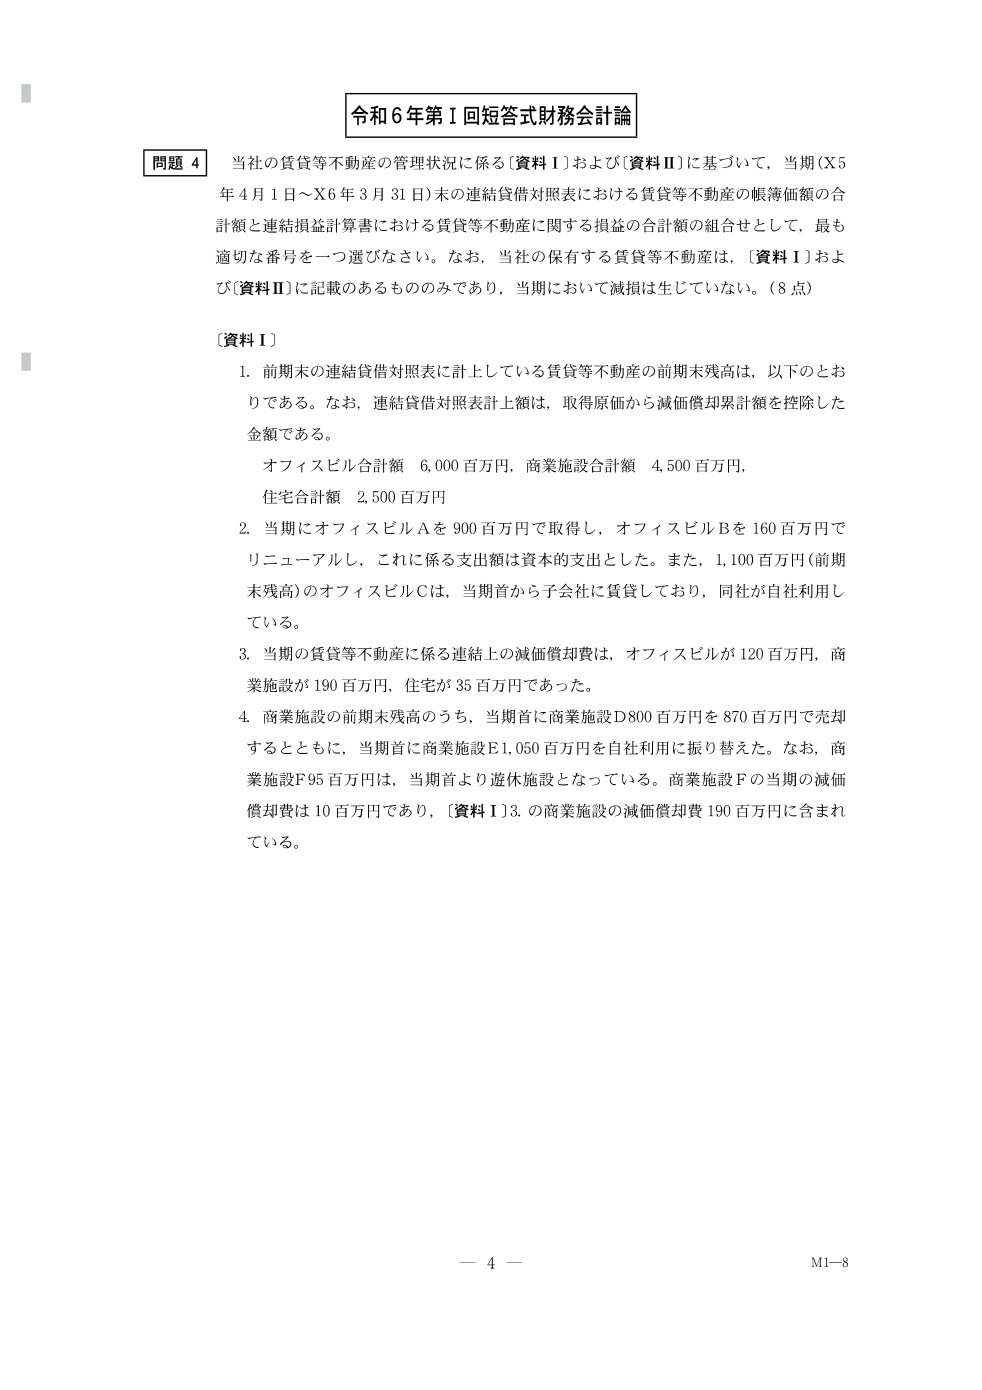 令和６年第Ⅰ回短答式財務会計論
問題 4　当社の賃貸等不動産の管理状況に係る〔資料Ⅰ〕および〔資料Ⅱ〕に基づいて，当期(X5
年４月１日～X6年３月31日)末の連結貸借対照表における賃貸等不動産の帳簿価額の合
計額と連結損益計算書における賃貸等不動産に関する損益の合計額の組合せとして，最も
適切な番号を一つ選びなさい。なお，当社の保有する賃貸等不動産は，〔資料Ⅰ〕およ
び〔資料Ⅱ〕に記載のあるもののみであり，当期において減損は生じていない。（8点）
〔資料Ⅰ〕
1. 前期末の連結貸借対照表に計上している賃貸等不動産の前期末残高は，以下のとお
りである。なお，連結貸借対照表計上額は，取得原価から減価償却累計額を控除した
金額である。
オフィスビル合計額　6,000百万円，商業施設合計額　4,500百万円，
住宅合計額　2,500百万円
2. 当期にオフィスビルＡを900百万円で取得し，オフィスビルＢを160百万円で
リニューアルし，これに係る支出額は資本的支出とした。また，1,100百万円(前期
末残高)のオフィスビルＣは，当期首から子会社に賃貸しており，同社が自社利用し
ている。
3. 当期の賃貸等不動産に係る連結上の減価償却費は，オフィスビルが120百万円，商
業施設が190百万円，住宅が35百万円であった。
4. 商業施設の前期末残高のうち，当期首に商業施設Ｄ800百万円を870百万円で売却
するとともに，当期首に商業施設Ｅ1,050百万円を自社利用に振り替えた。なお，商
業施設Ｆ95百万円は，当期首より遊休施設となっている。商業施設Ｆの当期の減価
償却費は10百万円であり，〔資料Ⅰ〕3. の商業施設の減価償却費190百万円に含まれ
ている。
― 4 ―
M1―8